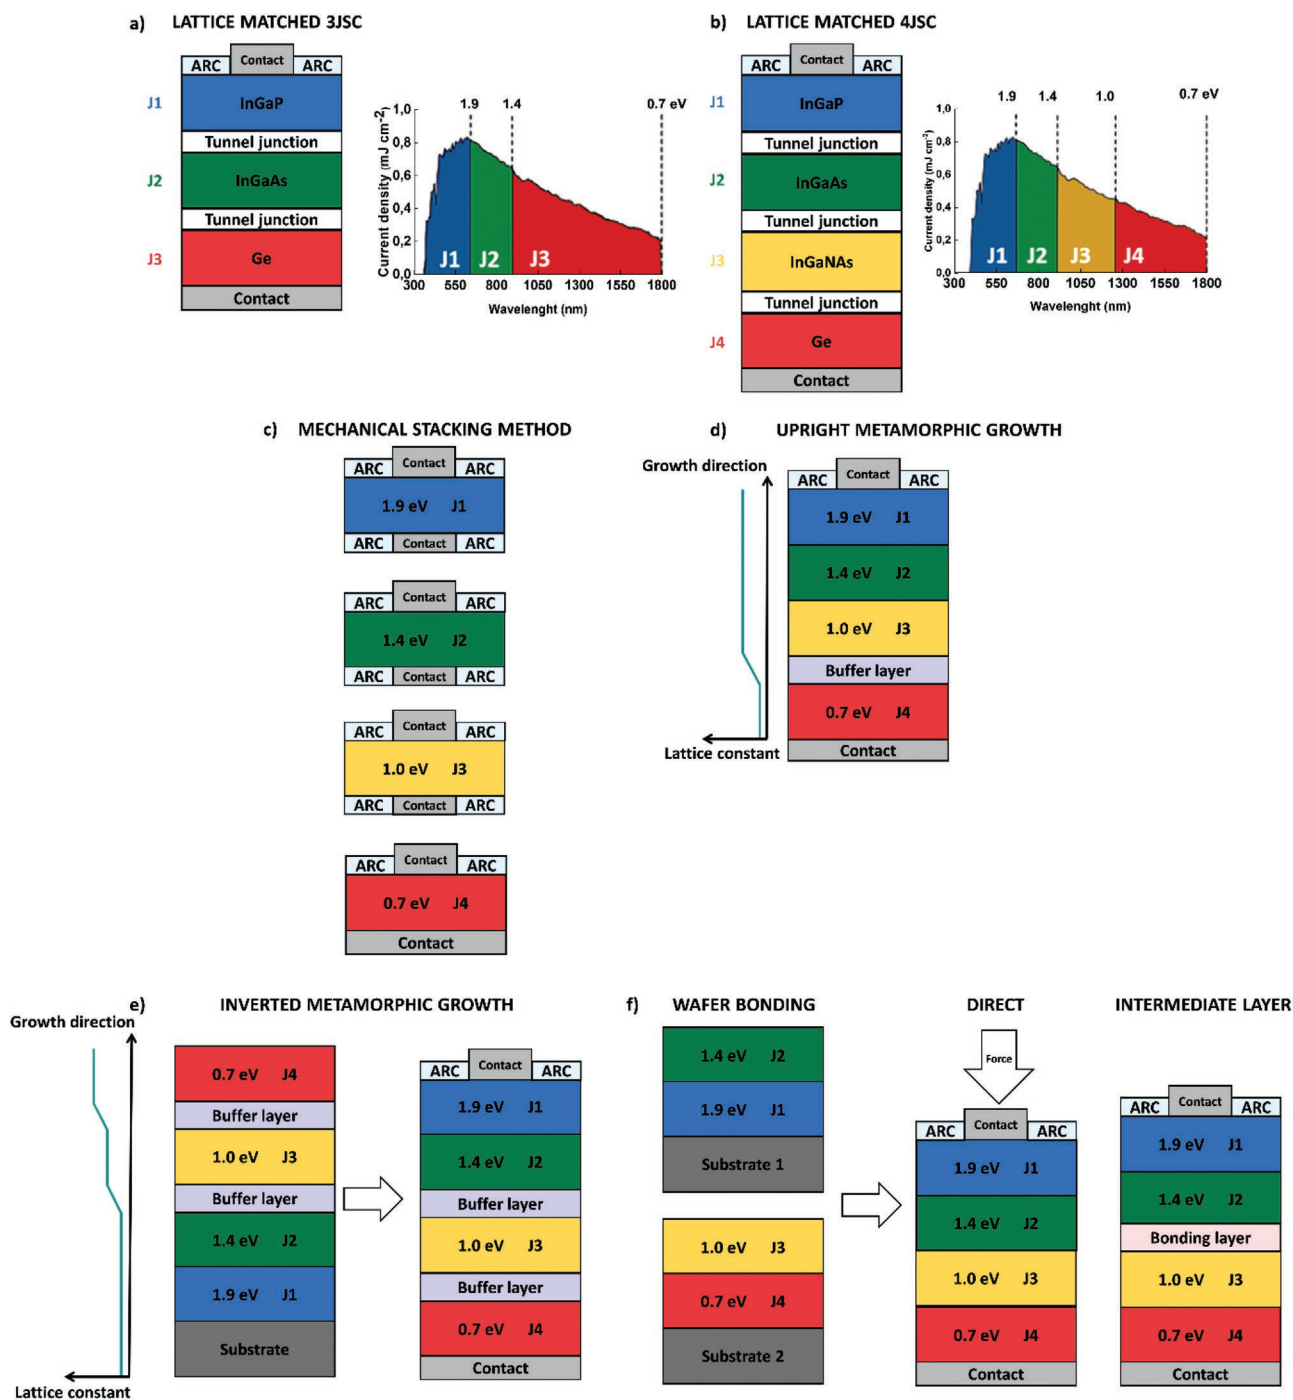 a) LATTICE MATCHED 3JSC
Contact
ARC ARC
J1 InGaP
Tunnel junction
J2 InGaAs
Tunnel junction
J3 Ge
Contact
1.9 1.4 0.7 eV
Current density (mJ cm⁻²)
1,0
0,8
0,6
0,4
0,2
0,0
J1 J2 J3
300 550 800 1050 1300 1550 1800
Wavelenght (nm)
b) LATTICE MATCHED 4JSC
Contact
ARC ARC
J1 InGaP
Tunnel junction
J2 InGaAs
Tunnel junction
J3 InGaNAs
Tunnel junction
J4 Ge
Contact
1.9 1.4 1.0 0.7 eV
Current density (mJ cm⁻²)
1,0
0,8
0,6
0,4
0,2
0,0
J1 J2 J3 J4
300 550 800 1050 1300 1550 1800
Wavelenght (nm)
c) MECHANICAL STACKING METHOD
ARC Contact ARC
1.9 eV J1
ARC Contact ARC
ARC Contact ARC
1.4 eV J2
ARC Contact ARC
ARC Contact ARC
1.0 eV J3
ARC Contact ARC
ARC Contact ARC
0.7 eV J4
Contact
d) UPRIGHT METAMORPHIC GROWTH
Growth direction
Lattice constant
ARC Contact ARC
1.9 eV J1
1.4 eV J2
1.0 eV J3
Buffer layer
0.7 eV J4
Contact
e) INVERTED METAMORPHIC GROWTH
Growth direction
Lattice constant
0.7 eV J4
Buffer layer
1.0 eV J3
Buffer layer
1.4 eV J2
1.9 eV J1
Substrate
ARC Contact ARC
1.9 eV J1
1.4 eV J2
Buffer layer
1.0 eV J3
Buffer layer
0.7 eV J4
Contact
f) WAFER BONDING
1.4 eV J2
1.9 eV J1
Substrate 1
1.0 eV J3
0.7 eV J4
Substrate 2
DIRECT
Force
ARC Contact ARC
1.9 eV J1
1.4 eV J2
1.0 eV J3
0.7 eV J4
Contact
INTERMEDIATE LAYER
ARC Contact ARC
1.9 eV J1
1.4 eV J2
Bonding layer
1.0 eV J3
0.7 eV J4
Contact